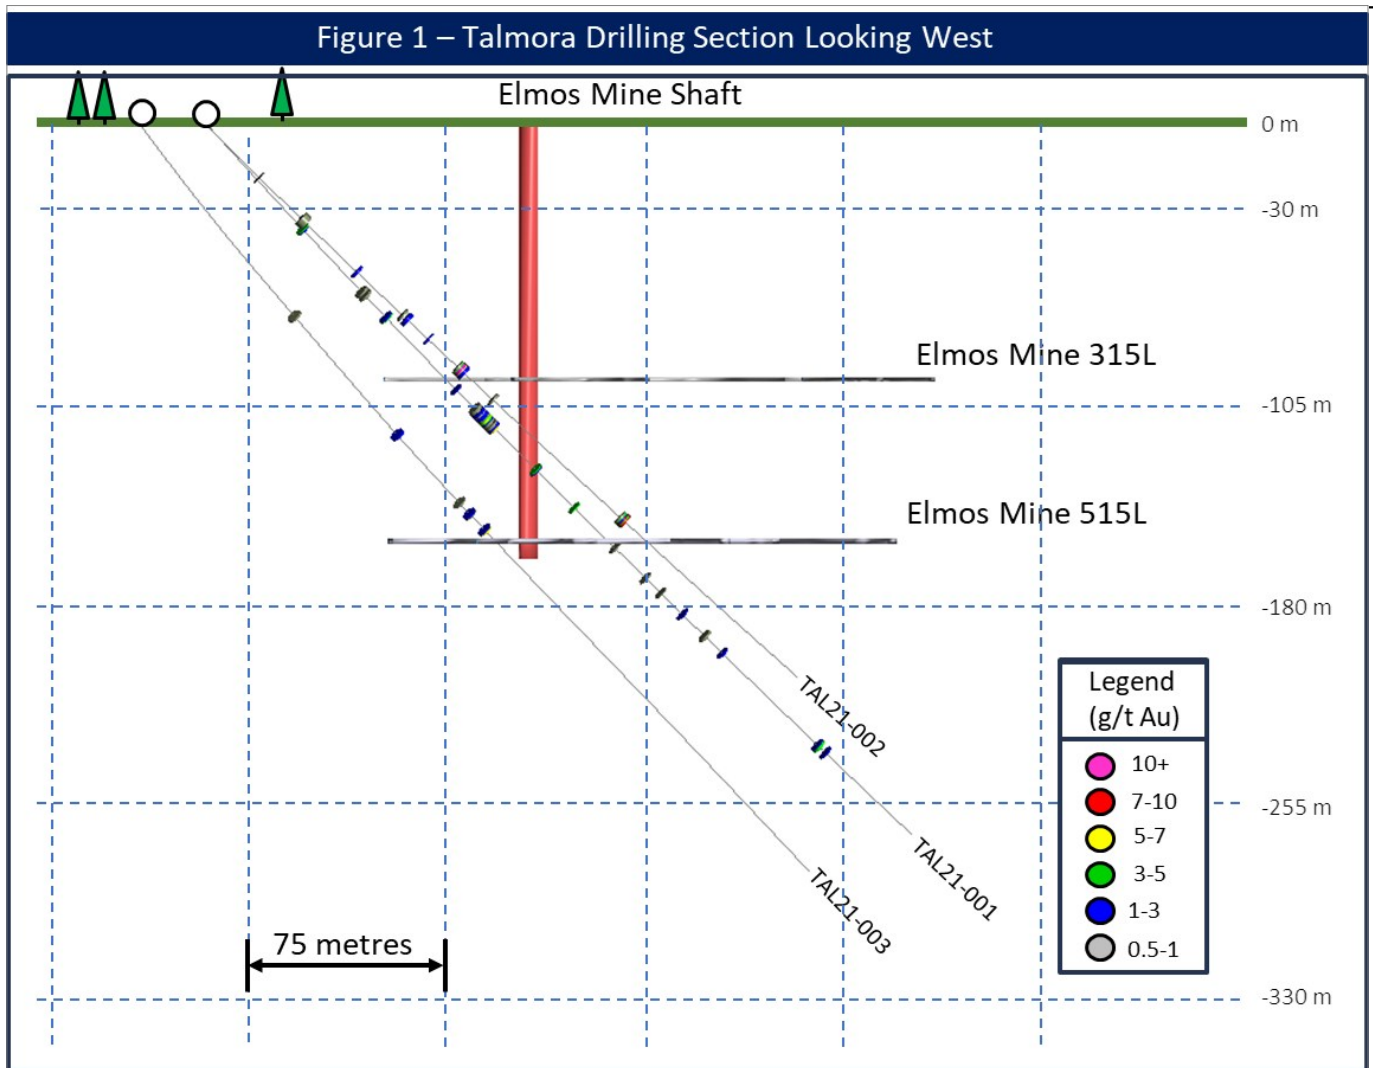 Figure 1 – Talmora Drilling Section Looking West
Elmos Mine Shaft
0 m
-30 m
Elmos Mine 315L
-105 m
Elmos Mine 515L
-180 m
TAL21-002
Legend
(g/t Au)
10+
7-10
5-7
3-5
1-3
0.5-1
-255 m
TAL21-001
TAL21-003
75 metres
-330 m